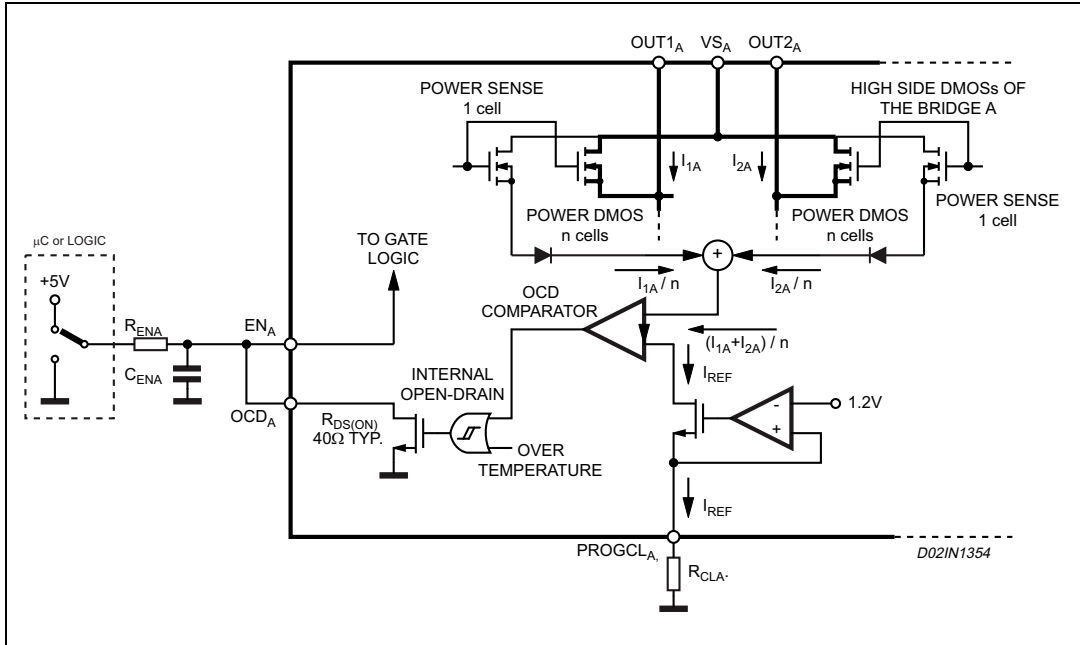 OUT1A VSA OUT2A
POWER SENSE
1 cell
HIGH SIDE DMOSs OF
THE BRIDGE A
I1A I2A
POWER DMOS
n cells
POWER DMOS
n cells
POWER SENSE
1 cell
TO GATE
LOGIC
+
I1A / n I2A / n
μC or LOGIC
+5V
RENA
CENA
ENA
OCDA
OCD
COMPARATOR
(I1A+I2A) / n
IREF
INTERNAL
OPEN-DRAIN
RDS(ON)
40Ω TYP.
OVER
TEMPERATURE
-
+
1.2V
IREF
PROGCLA,
RCLA.
D02IN1354